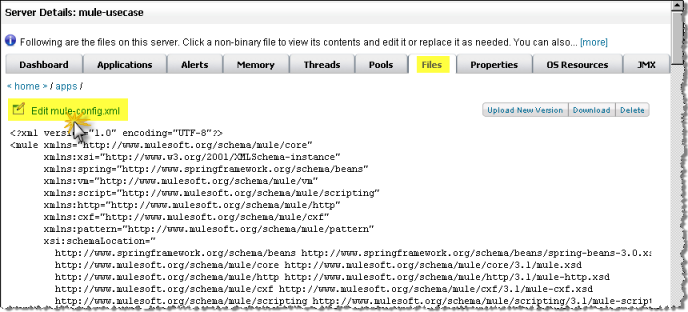 Server Details: mule-usecase
Following are the files on this server. Click a non-binary file to view its contents and edit it or replace it as needed. You can also... [more]
Dashboard Applications Alerts Memory Threads Pools Files Properties OS Resources JMX
< home > / apps /
Edit mule-config.xml Upload New Version Download Delete
<?xml version="1.0" encoding="UTF-8"?>
<mule xmlns="http://www.mulesoft.org/schema/mule/core"
xmlns:xsi="http://www.w3.org/2001/XMLSchema-instance"
xmlns:spring="http://www.springframework.org/schema/beans"
xmlns:vm="http://www.mulesoft.org/schema/mule/vm"
xmlns:script="http://www.mulesoft.org/schema/mule/scripting"
xmlns:http="http://www.mulesoft.org/schema/mule/http"
xmlns:cxf="http://www.mulesoft.org/schema/mule/cxf"
xmlns:pattern="http://www.mulesoft.org/schema/mule/pattern"
xsi:schemaLocation="
http://www.springframework.org/schema/beans http://www.springframework.org/schema/beans/spring-beans-3.0.xs
http://www.mulesoft.org/schema/mule/core http://www.mulesoft.org/schema/mule/core/3.1/mule.xsd
http://www.mulesoft.org/schema/mule/http http://www.mulesoft.org/schema/mule/http/3.1/mule-http.xsd
http://www.mulesoft.org/schema/mule/cxf http://www.mulesoft.org/schema/mule/cxf/3.1/mule-cxf.xsd
http://www.mulesoft.org/schema/mule/scripting http://www.mulesoft.org/schema/mule/scripting/3.1/mule-script